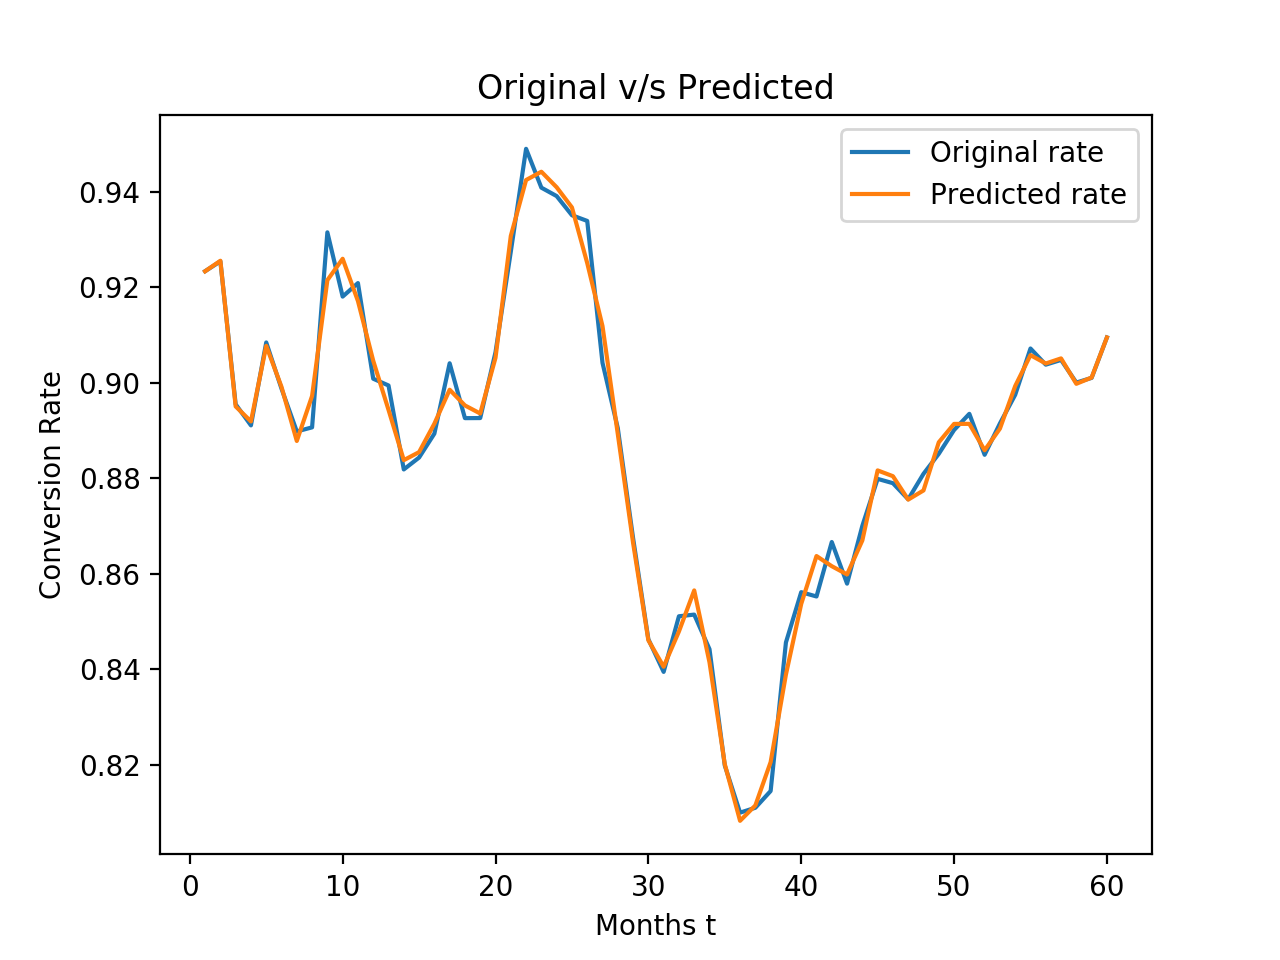 Original v/s Predicted
Original rate
Predicted rate
Conversion Rate
0.94
0.92
0.90
0.88
0.86
0.84
0.82
0 10 20 30 40 50 60
Months t